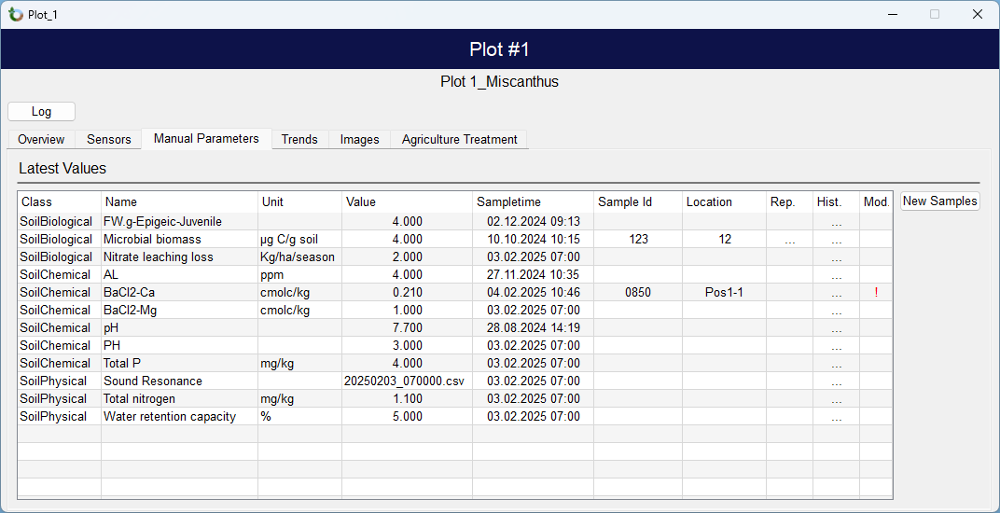 Plot_1
Plot #1
Plot 1_Miscanthus
Log
Overview Sensors Manual Parameters Trends Images Agriculture Treatment
Latest Values
Class Name Unit Value Sampletime Sample Id Location Rep. Hist. Mod. New Samples
SoilBiological FW.g-Epigeic-Juvenile 4.000 02.12.2024 09:13 ...
SoilBiological Microbial biomass µg C/g soil 4.000 10.10.2024 10:15 123 12 ... ...
SoilBiological Nitrate leaching loss Kg/ha/season 2.000 03.02.2025 07:00 ...
SoilChemical AL ppm 4.000 27.11.2024 10:35 ...
SoilChemical BaCl2-Ca cmolc/kg 0.210 04.02.2025 10:46 0850 Pos1-1 ... !
SoilChemical BaCl2-Mg cmolc/kg 1.000 03.02.2025 07:00 ...
SoilChemical pH 7.700 28.08.2024 14:19 ...
SoilChemical PH 3.000 03.02.2025 07:00 ...
SoilChemical Total P mg/kg 4.000 03.02.2025 07:00 ...
SoilPhysical Sound Resonance 20250203_070000.csv 03.02.2025 07:00 ...
SoilPhysical Total nitrogen mg/kg 1.100 03.02.2025 07:00 ...
SoilPhysical Water retention capacity % 5.000 03.02.2025 07:00 ...